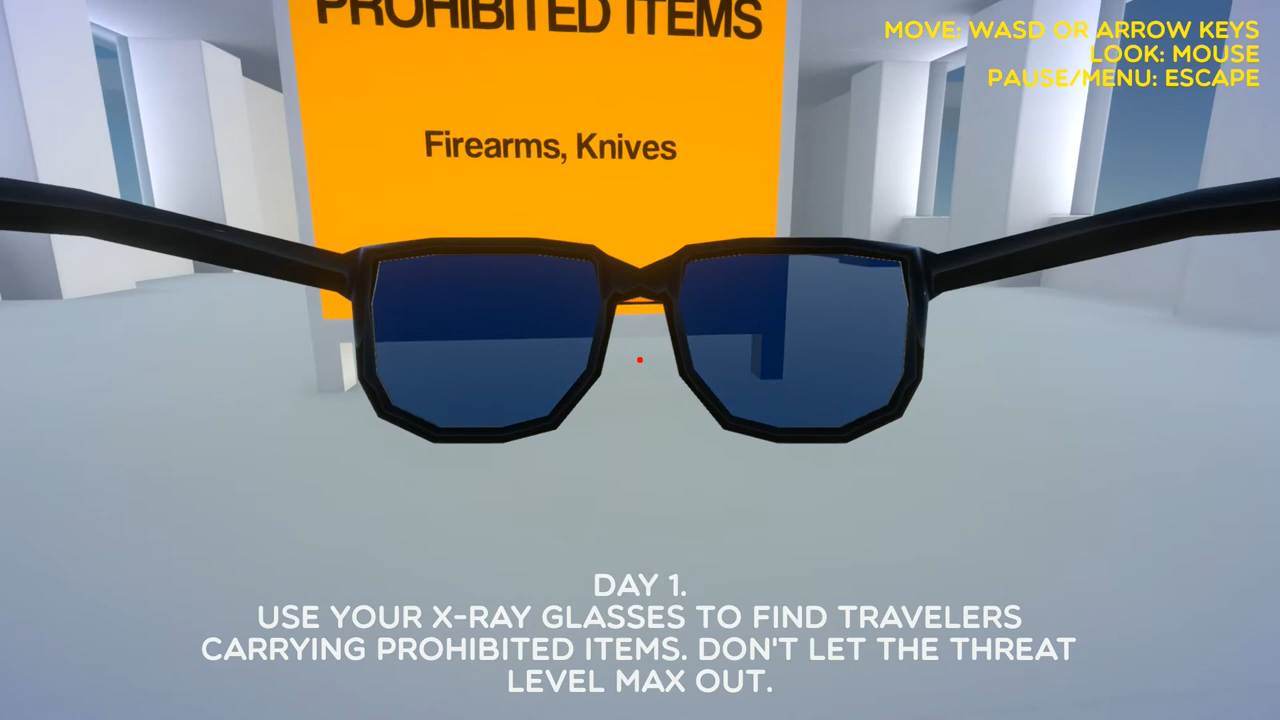 PROHIBITED ITEMS
MOVE: WASD OR ARROW KEYS
LOOK: MOUSE
PAUSE/MENU: ESCAPE
Firearms, Knives
DAY 1.
USE YOUR X-RAY GLASSES TO FIND TRAVELERS
CARRYING PROHIBITED ITEMS. DON'T LET THE THREAT
LEVEL MAX OUT.